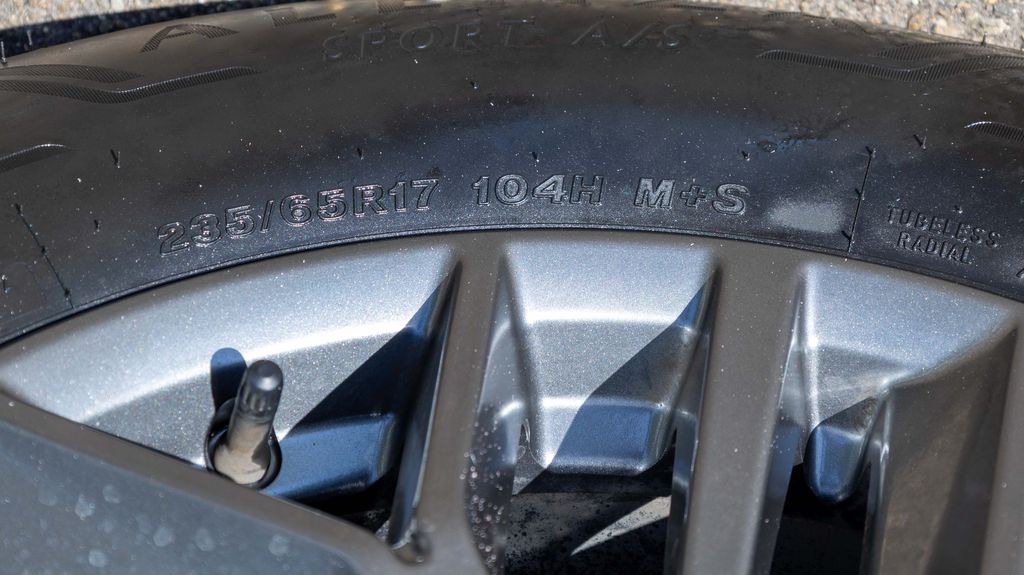 SPORT A/S
235/65R17 104H M+S
TUBELESS
RADIAL